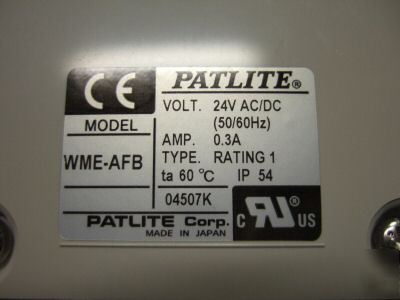 CE
PATLITE®
VOLT. 24V AC/DC
(50/60Hz)
MODEL
AMP. 0.3A
WME-AFB
TYPE. RATING 1
ta 60 ℃ IP 54
04507K
PATLITE Corp.
MADE IN JAPAN
C RU US